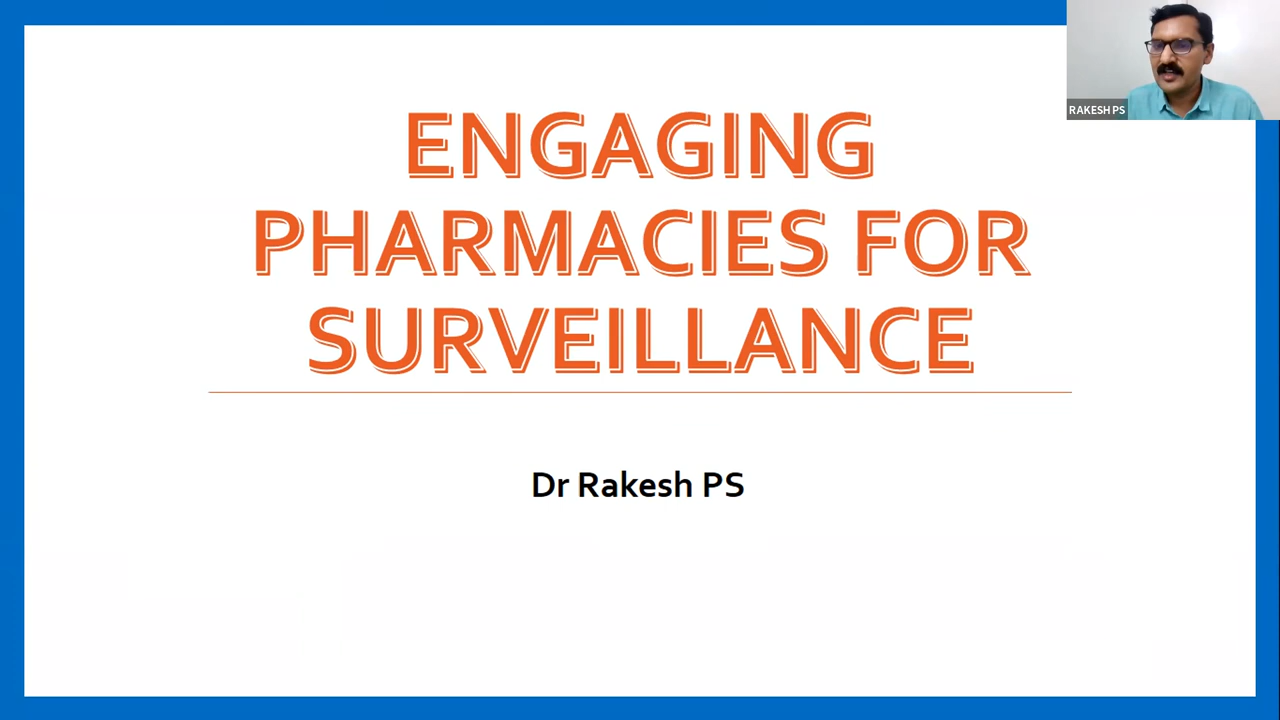 RAKESH PS
ENGAGING
PHARMACIES FOR
SURVEILLANCE
Dr Rakesh PS